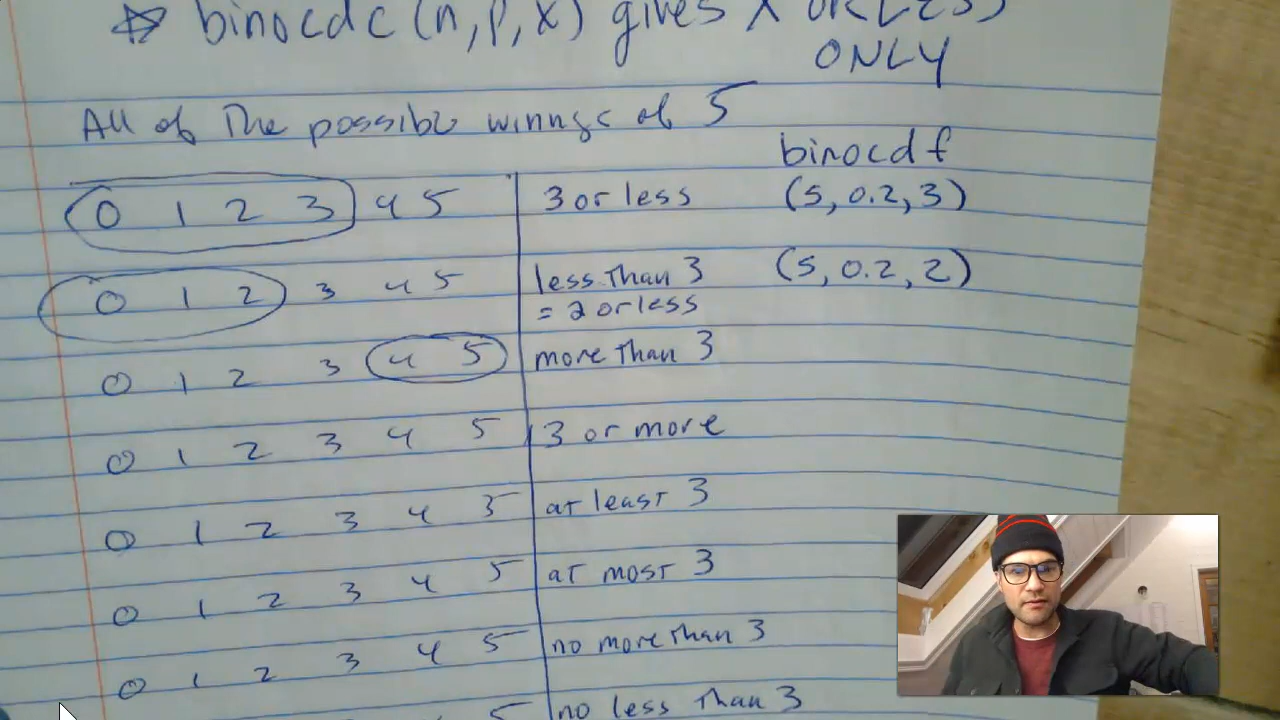 binocdc (n, p, x) gives X OR LESS
ONLY
All of The possible winngs of 5
binocdf
0 1 2 3 4 5 3 or less (5, 0.2, 3)
0 1 2 3 4 5 less Than 3 (5, 0.2, 2)
= 2 or less
0 1 2 3 4 5 more Than 3
0 1 2 3 4 5 3 or more
0 1 2 3 4 5 at least 3
0 1 2 3 4 5 at most 3
0 1 2 3 4 5 no more Than 3
5 no less Than 3